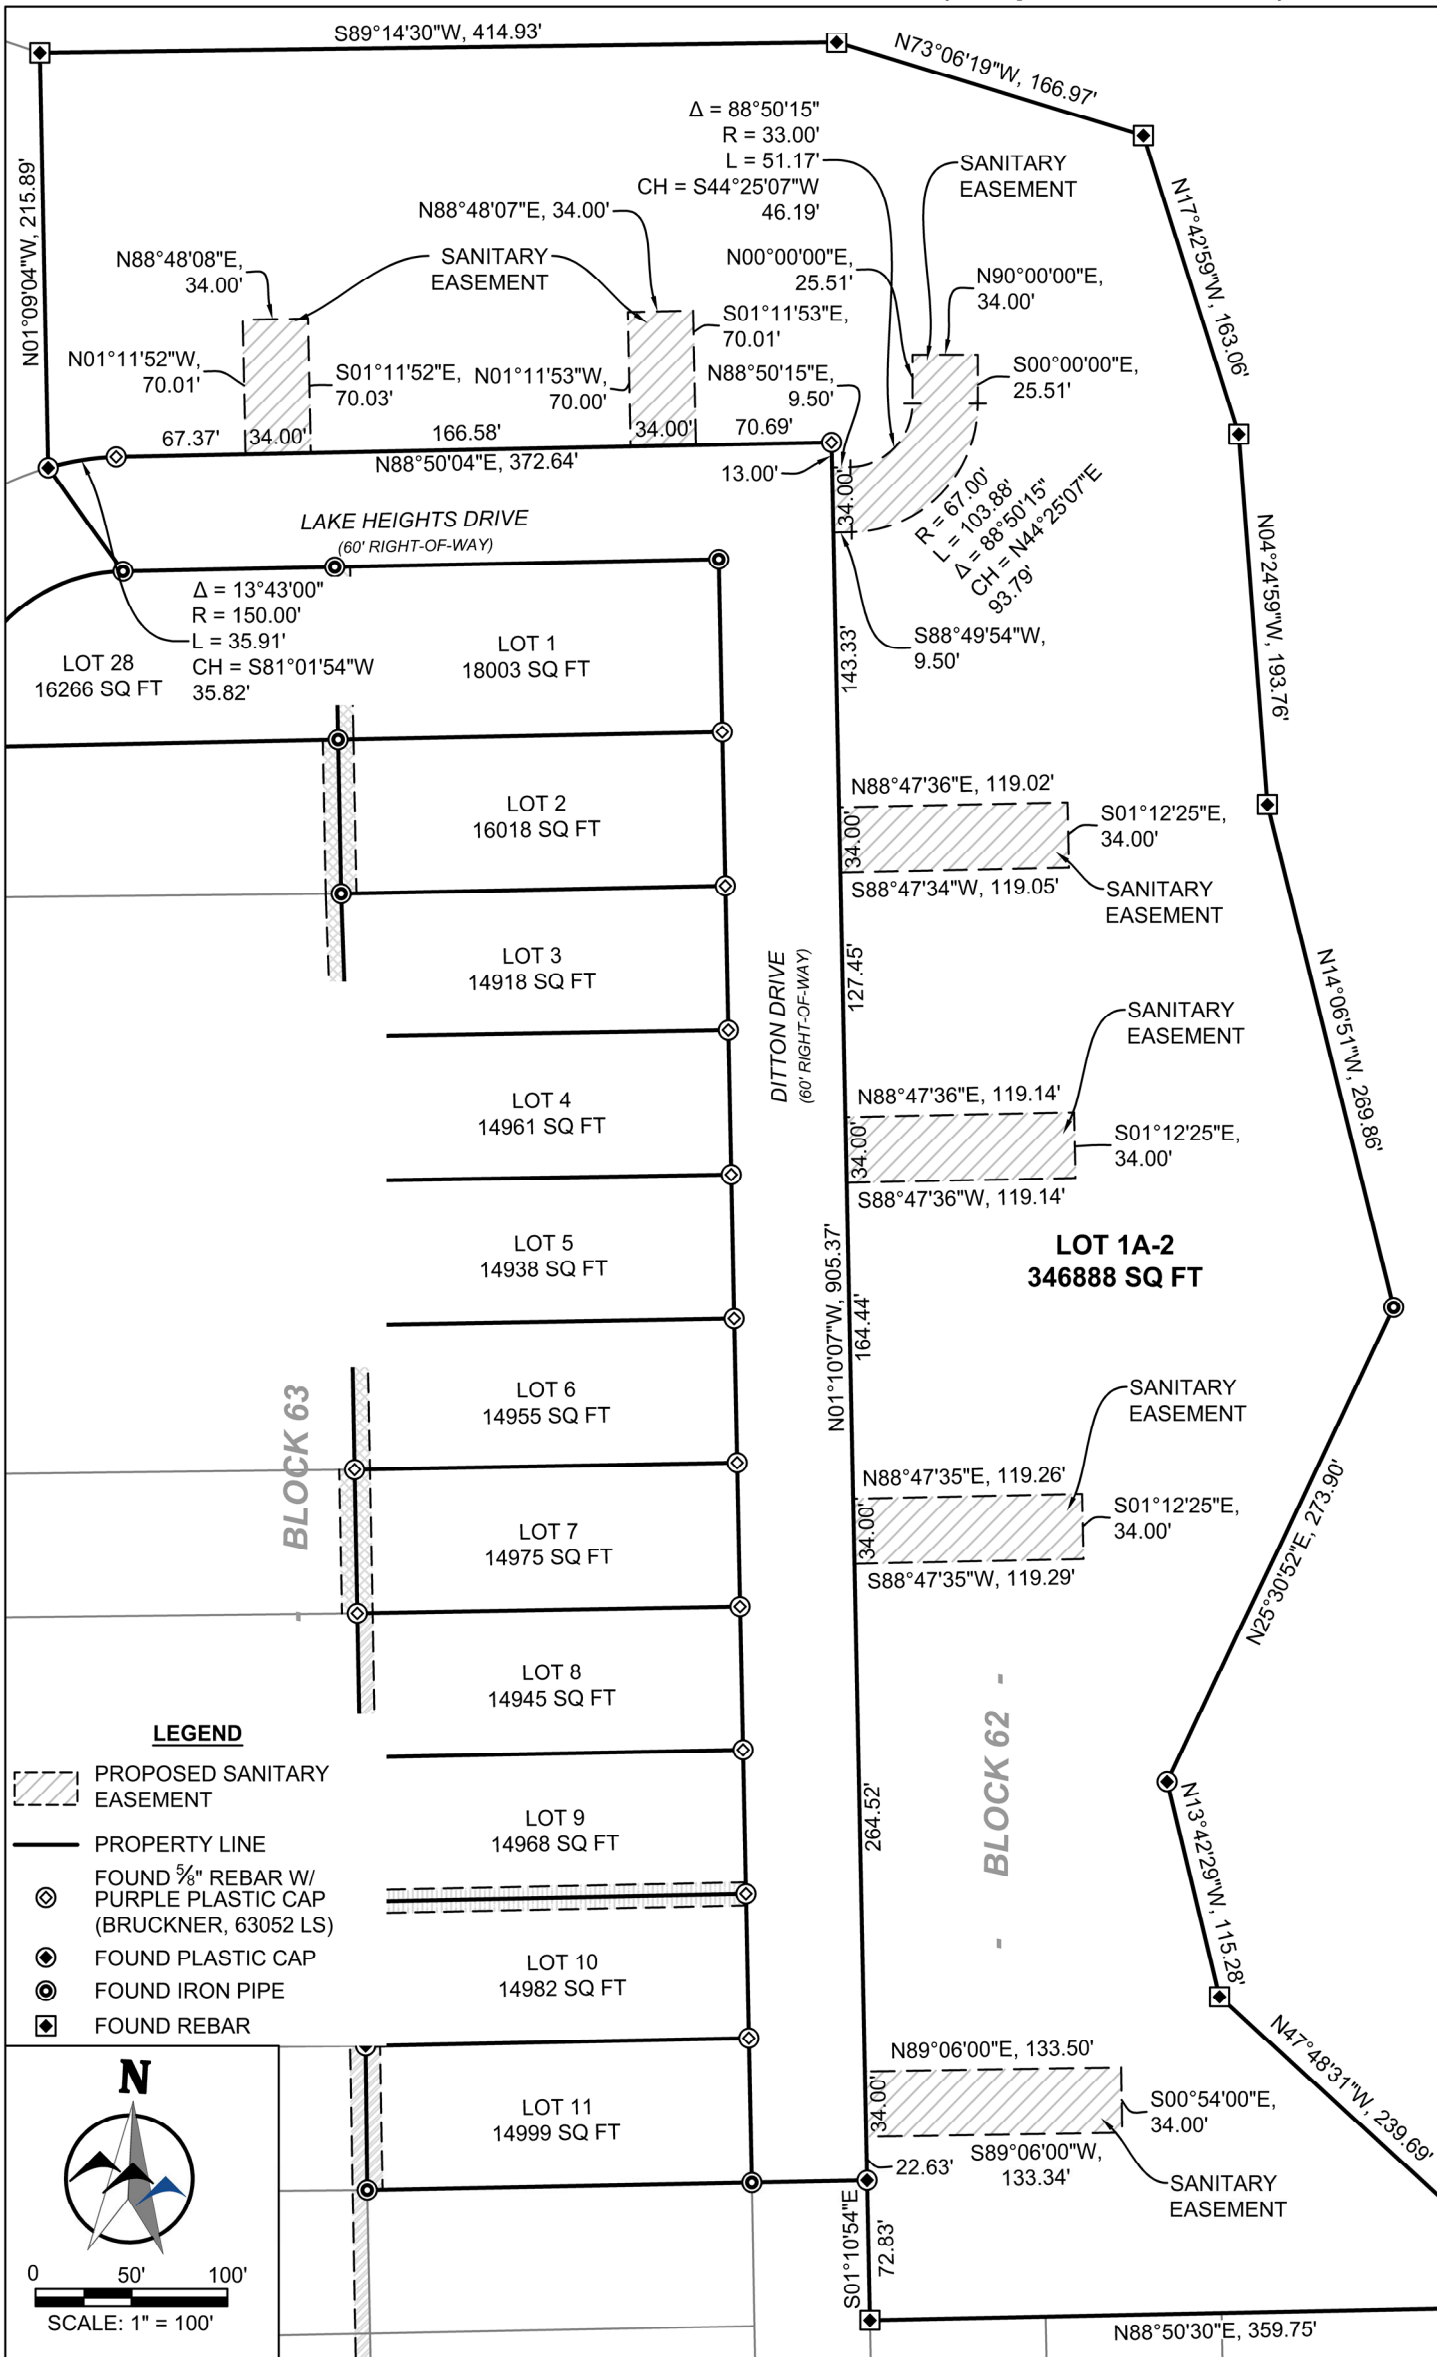 S89°14'30"W, 414.93'
N73°06'19"W, 166.97'
Δ = 88°50'15"
R = 33.00'
L = 51.17'
CH = S44°25'07"W
46.19'
SANITARY
EASEMENT
N17°42'59"W, 163.06'
N01°09'04"W, 215.89'
N88°48'07"E, 34.00'
N88°48'08"E,
34.00'
SANITARY
EASEMENT
N00°00'00"E,
25.51'
N90°00'00"E,
34.00'
S01°11'53"E,
70.01'
N01°11'52"W,
70.01'
S01°11'52"E,
70.03'
N01°11'53"W,
70.00'
N88°50'15"E,
9.50'
S00°00'00"E,
25.51'
67.37'
34.00'
166.58'
34.00'
70.69'
N88°50'04"E, 372.64'
13.00'
34.00'
R = 67.00'
L = 103.88'
Δ = 88°50'15"
CH = N44°25'07"E
93.79'
LAKE HEIGHTS DRIVE
(60' RIGHT-OF-WAY)
N04°24'59"W, 193.76'
Δ = 13°43'00"
R = 150.00'
L = 35.91'
CH = S81°01'54"W
35.82'
LOT 28
16266 SQ FT
LOT 1
18003 SQ FT
143.33'
S88°49'54"W,
9.50'
LOT 2
16018 SQ FT
N88°47'36"E, 119.02'
34.00'
S01°12'25"E,
34.00'
S88°47'34"W, 119.05'
SANITARY
EASEMENT
LOT 3
14918 SQ FT
DITTON DRIVE
(60' RIGHT-OF-WAY)
127.45'
N14°06'51"W, 269.86'
SANITARY
EASEMENT
LOT 4
14961 SQ FT
N88°47'36"E, 119.14'
34.00'
S01°12'25"E,
34.00'
S88°47'36"W, 119.14'
LOT 5
14938 SQ FT
N01°10'07"W, 905.37'
164.44'
LOT 1A-2
346888 SQ FT
LOT 6
14955 SQ FT
- BLOCK 63
SANITARY
EASEMENT
N88°47'35"E, 119.26'
34.00'
S01°12'25"E,
34.00'
S88°47'35"W, 119.29'
N25°30'52"E, 273.90'
LOT 7
14975 SQ FT
LOT 8
14945 SQ FT
- BLOCK 62 -
264.52'
LEGEND
PROPOSED SANITARY
EASEMENT
PROPERTY LINE
FOUND ⅝" REBAR W/
PURPLE PLASTIC CAP
(BRUCKNER, 63052 LS)
FOUND PLASTIC CAP
FOUND IRON PIPE
FOUND REBAR
LOT 9
14968 SQ FT
N13°42'29"W, 115.28'
LOT 10
14982 SQ FT
N47°48'31"W, 239.69'
N89°06'00"E, 133.50'
34.00'
S00°54'00"E,
34.00'
S89°06'00"W,
133.34'
22.63'
SANITARY
EASEMENT
LOT 11
14999 SQ FT
S01°10'54"E
72.83'
N
0 50' 100'
SCALE: 1" = 100'
N88°50'30"E, 359.75'